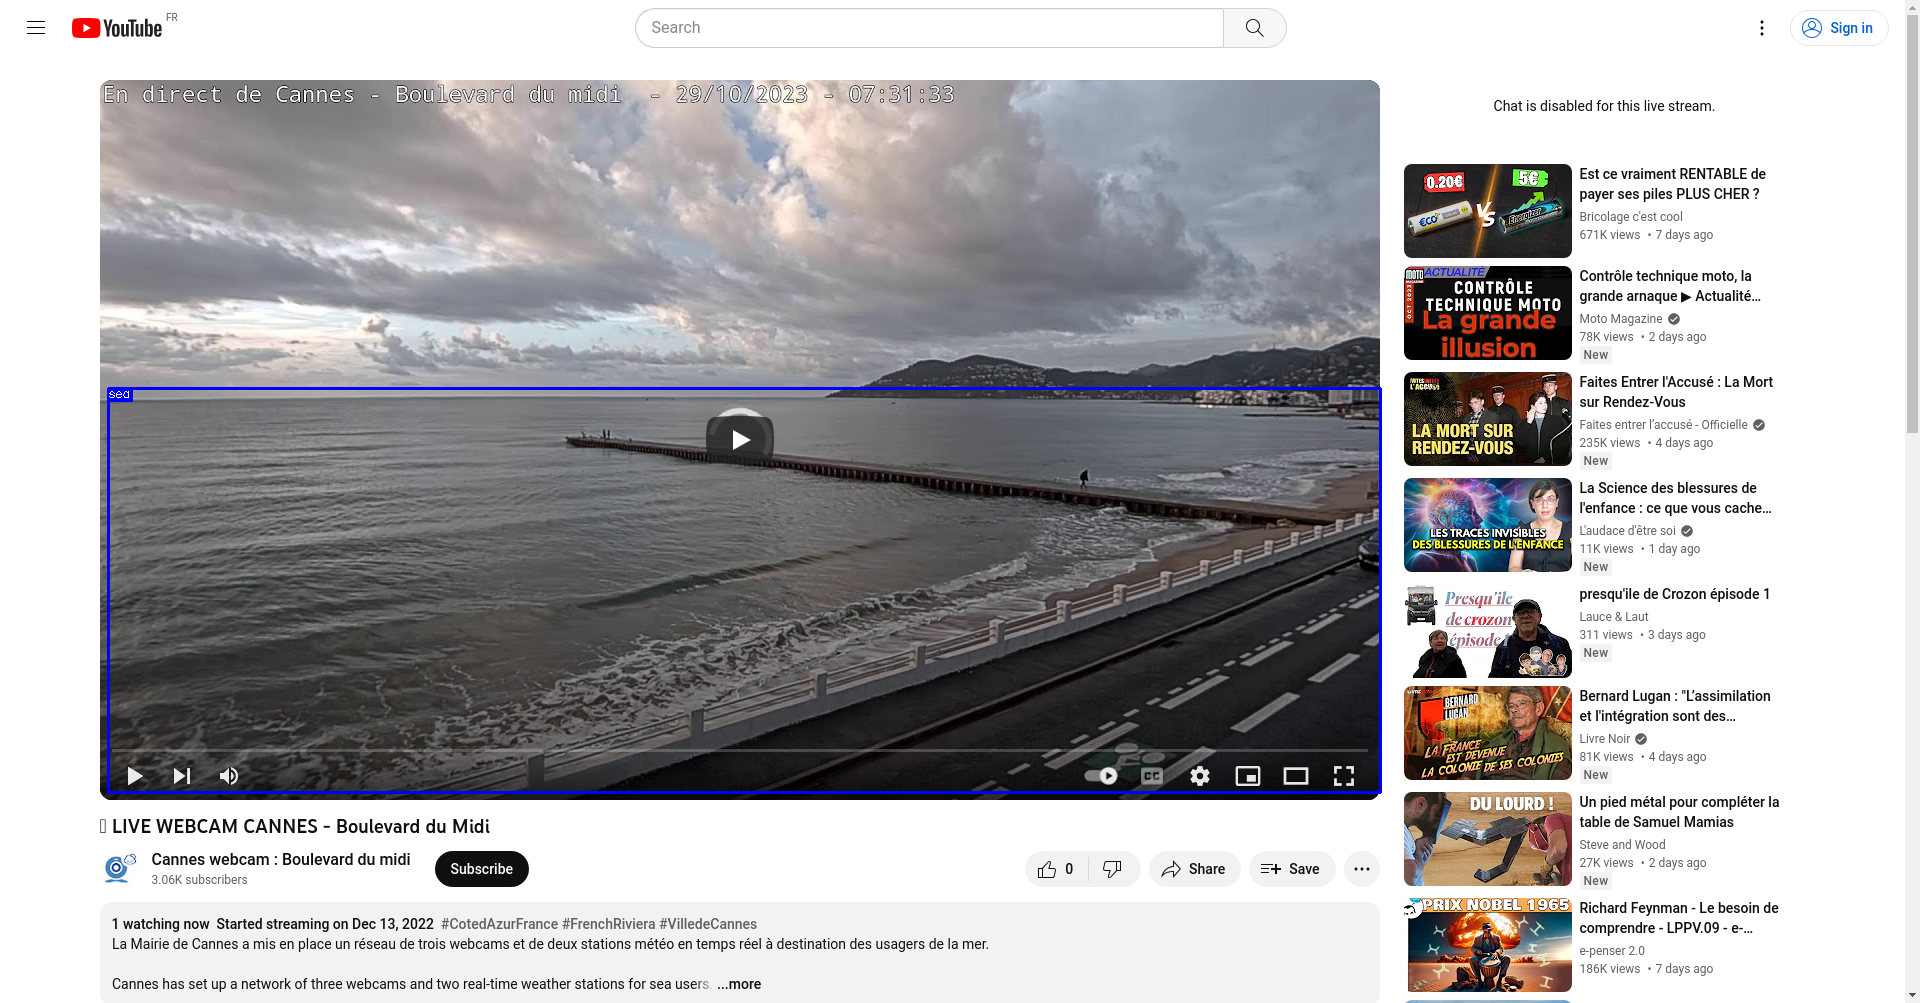 YouTube FR
Search
Sign in
En direct de Cannes - Boulevard du midi - 29/10/2023 - 07:31:33
sea
CC
LIVE WEBCAM CANNES - Boulevard du Midi
Cannes webcam : Boulevard du midi
3.06K subscribers
Subscribe
0
Share
Save
1 watching now Started streaming on Dec 13, 2022 #CotedAzurFrance #FrenchRiviera #VilledeCannes
La Mairie de Cannes a mis en place un réseau de trois webcams et de deux stations météo en temps réel à destination des usagers de la mer.
Cannes has set up a network of three webcams and two real-time weather stations for sea users. ...more
Chat is disabled for this live stream.
0.20€
5€
ECO+
VS
Energizer
Est ce vraiment RENTABLE de
payer ses piles PLUS CHER ?
Bricolage c'est cool
671K views • 7 days ago
MOTO
MAGAZINE
ACTUALITÉ
OCT 2023
CONTRÔLE
TECHNIQUE MOTO
La grande
illusion
Contrôle technique moto, la
grande arnaque ▶ Actualité...
Moto Magazine
78K views • 2 days ago
New
FAITES ENTRER
L'ACCUSÉ
LA MORT SUR
RENDEZ-VOUS
Faites Entrer l'Accusé : La Mort
sur Rendez-Vous
Faites entrer l'accusé - Officielle
235K views • 4 days ago
New
LES TRACES INVISIBLES
DES BLESSURES DE L'ENFANCE
La Science des blessures de
l'enfance : ce que vous cache...
L'audace d'être soi
11K views • 1 day ago
New
Presqu'ile
de crozon
épisode 1
presqu'ile de Crozon épisode 1
Lauce & Laut
311 views • 3 days ago
New
BERNARD
LUGAN
LA FRANCE
EST DEVENUE
LA COLONIE DE SES COLONIES
Bernard Lugan : "L'assimilation
et l'intégration sont des...
Livre Noir
81K views • 4 days ago
New
DU LOURD !
Un pied métal pour compléter la
table de Samuel Mamias
Steve and Wood
27K views • 2 days ago
New
PRIX NOBEL 1965
Richard Feynman - Le besoin de
comprendre - LPPV.09 - e-...
e-penser 2.0
186K views • 7 days ago